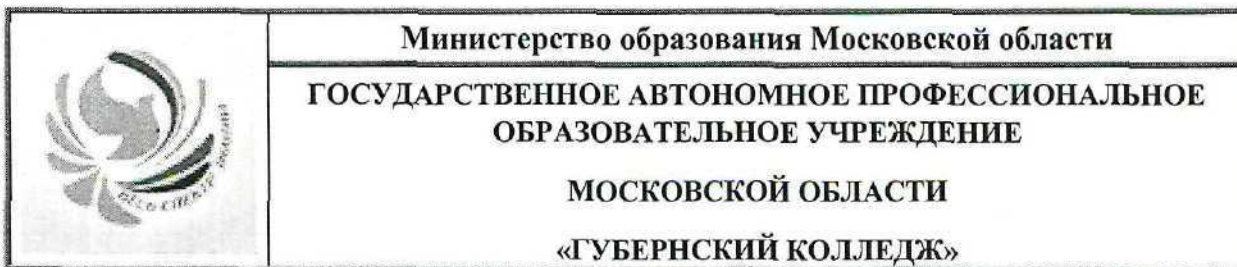 Министерство образования Московской области
ГОСУДАРСТВЕННОЕ АВТОНОМНОЕ ПРОФЕССИОНАЛЬНОЕ
ОБРАЗОВАТЕЛЬНОЕ УЧРЕЖДЕНИЕ
МОСКОВСКОЙ ОБЛАСТИ
«ГУБЕРНСКИЙ КОЛЛЕДЖ»